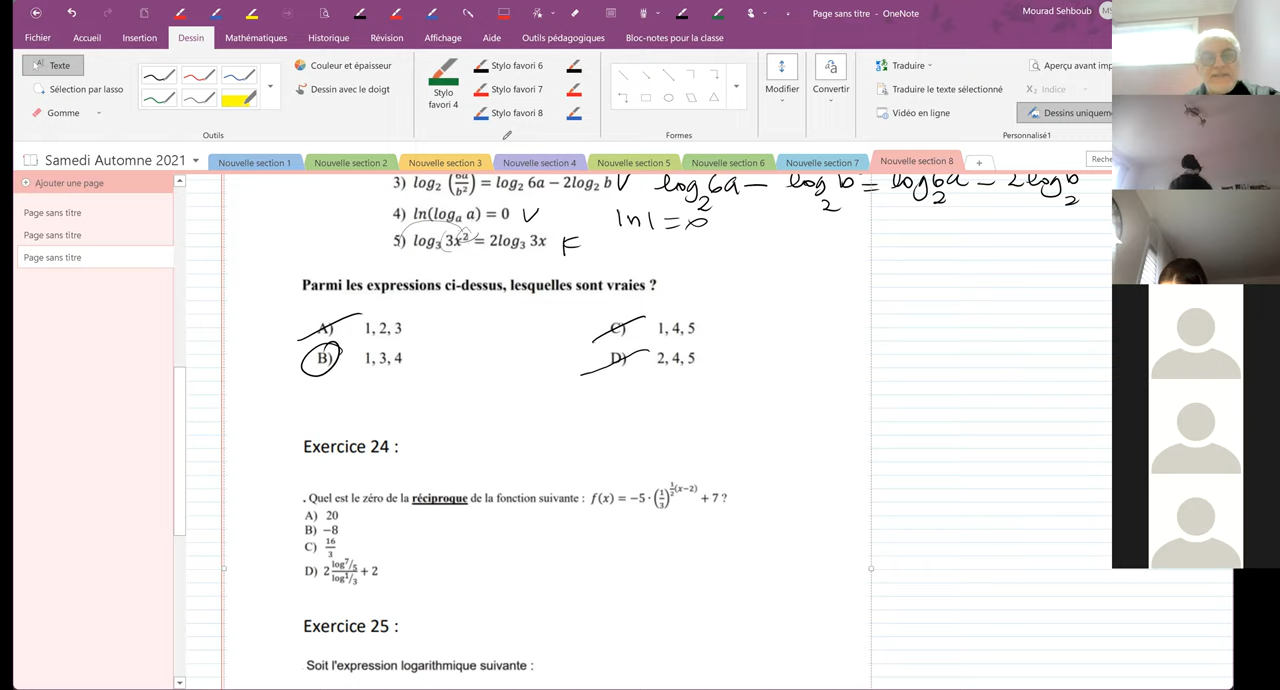 Page sans titre - OneNote
Mourad Sehboub
Fichier Accueil Insertion Dessin Mathématiques Historique Révision Affichage Aide Outils pédagogiques Bloc-notes pour la classe
Texte
Sélection par lasso
Gomme
Outils
Stylo favori 4
Couleur et épaisseur
Dessin avec le doigt
Stylo favori 6
Stylo favori 7
Stylo favori 8
Formes
Modifier
Convertir
Traduire
Traduire le texte sélectionné
Vidéo en ligne
Aperçu avant imp
Indice
Dessins uniqueme
Personnalisé1
Samedi Automne 2021
Nouvelle section 1 Nouvelle section 2 Nouvelle section 3 Nouvelle section 4 Nouvelle section 5 Nouvelle section 6 Nouvelle section 7 Nouvelle section 8
Reche
Ajouter une page
Page sans titre
Page sans titre
Page sans titre
3) log₂ (6a/b²) = log₂ 6a − 2log₂ b V log₂ 6a − log₂ b = log₂ 6a − 2log₂ b
4) ln(logₐ a) = 0 V ln 1 = 0
5) log₃ 3x² = 2log₃ 3x F
Parmi les expressions ci-dessus, lesquelles sont vraies ?
A) 1, 2, 3 C) 1, 4, 5
B) 1, 3, 4 D) 2, 4, 5
Exercice 24 :
. Quel est le zéro de la réciproque de la fonction suivante : f(x) = −5 · (1/3)^(1/2(x−2)) + 7 ?
A) 20
B) −8
C) 16/3
D) 2 log 7/5 / log 1/3 + 2
Exercice 25 :
Soit l'expression logarithmique suivante :